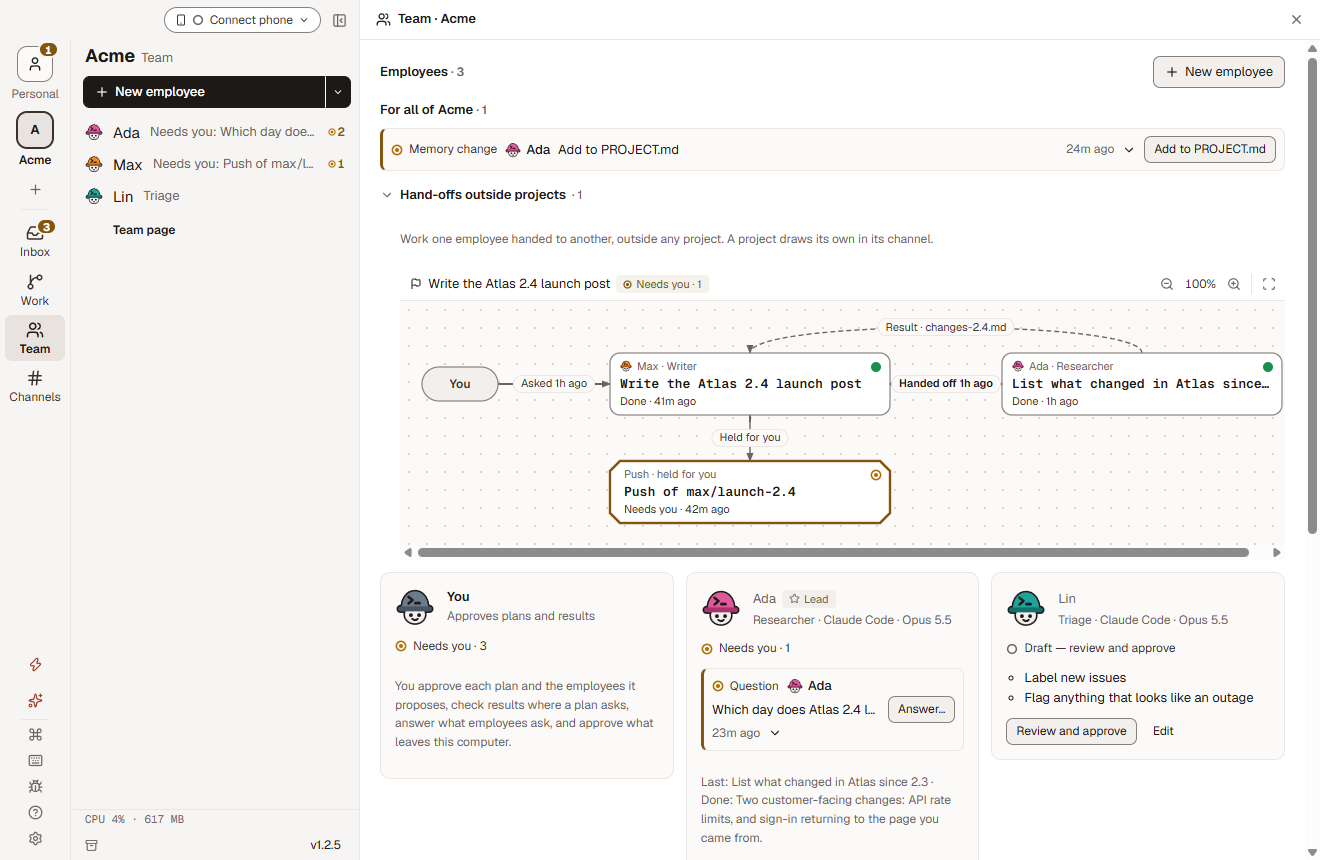 Connect phone
Team · Acme
1
Personal
A
Acme
Inbox
3
Work
Team
Channels
Acme Team
New employee
Ada Needs you: Which day doe… 2
Max Needs you: Push of max/l… 1
Lin Triage
Team page
CPU 4% · 617 MB
v1.2.5
Employees · 3
New employee
For all of Acme · 1
Memory change Ada Add to PROJECT.md 24m ago Add to PROJECT.md
Hand-offs outside projects · 1
Work one employee handed to another, outside any project. A project draws its own in its channel.
Write the Atlas 2.4 launch post Needs you · 1 100%
Result · changes-2.4.md
You
Asked 1h ago
Max · Writer
Write the Atlas 2.4 launch post
Done · 41m ago
Handed off 1h ago
Ada · Researcher
List what changed in Atlas since…
Done · 1h ago
Held for you
Push · held for you
Push of max/launch-2.4
Needs you · 42m ago
You
Approves plans and results
Needs you · 3
You approve each plan and the employees it
proposes, check results where a plan asks,
answer what employees ask, and approve what
leaves this computer.
Ada Lead
Researcher · Claude Code · Opus 5.5
Needs you · 1
Question Ada
Which day does Atlas 2.4 l… Answer…
23m ago
Last: List what changed in Atlas since 2.3 ·
Done: Two customer-facing changes: API rate
limits, and sign-in returning to the page you
came from.
Lin
Triage · Claude Code · Opus 5.5
Draft — review and approve
Label new issues
Flag anything that looks like an outage
Review and approve Edit